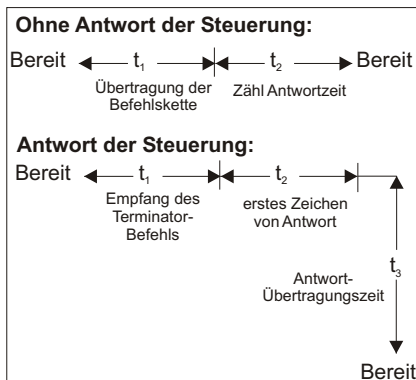 Ohne Antwort der Steuerung:
Bereit t1 t2 Bereit
Übertragung der Zähl Antwortzeit
Befehlskette
Antwort der Steuerung:
Bereit t1 t2
Empfang des erstes Zeichen
Terminator- von Antwort
Befehls
Antwort- t3
Übertragungszeit
Bereit